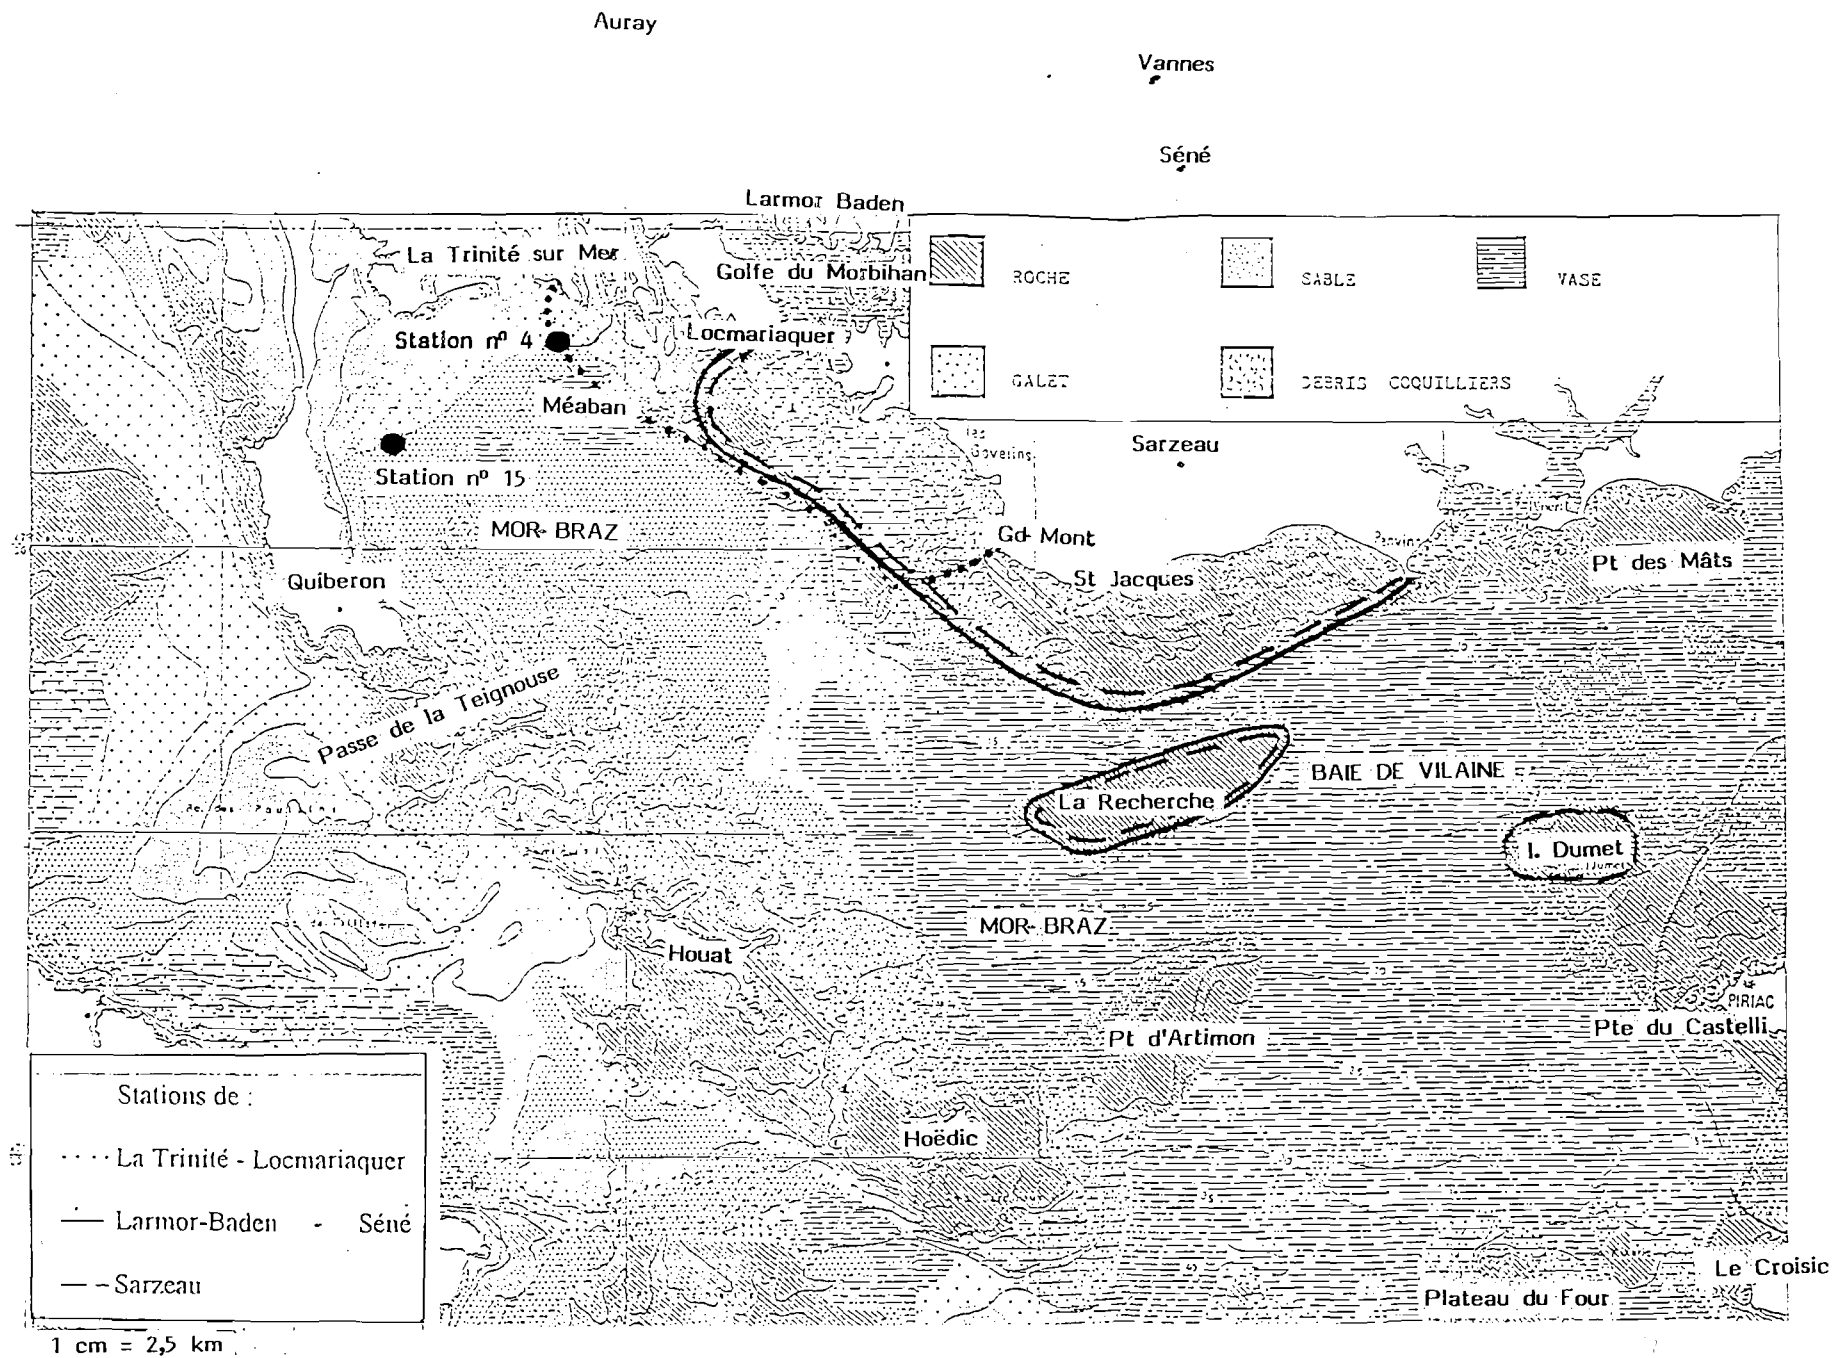 Auray
Vannes
Séné
Larmor Baden
La Trinité sur Mer
Golfe du Morbihan
ROCHE
SABLE
VASE
Station nº 4
Locmariaquer
GALET
DEBRIS COQUILLIERS
Méaban
Sarzeau
Station nº 15
MOR-BRAZ
Gd-Mont
Pt des Mâts
Quiberon
St Jacques
Passe de la Teignouse
BAIE DE VILAINE
La Recherche
I. Dumet
MOR-BRAZ
Houat
PIRIAC
Pte du Castelli
Pt d'Artimon
Stations de :
Hoëdic
.... La Trinité - Locmariaquer
Larmor-Baden - Séné
Le Croisic
Sarzeau
Plateau du Four
1 cm = 2,5 km